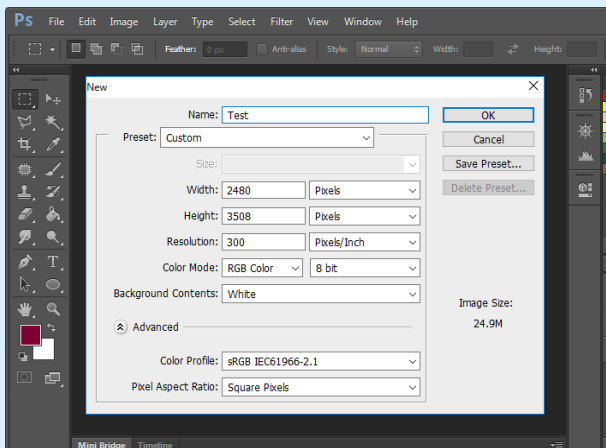 Ps File Edit Image Layer Type Select Filter View Window Help
Feather: 0 px Anti-alias Style: Normal Width: Height:
New
Name: Test
OK
Preset: Custom
Cancel
Size:
Save Preset...
Width: 2480 Pixels
Delete Preset...
Height: 3508 Pixels
Resolution: 300 Pixels/Inch
Color Mode: RGB Color 8 bit
Background Contents: White
Image Size:
24.9M
Advanced
Color Profile: sRGB IEC61966-2.1
Pixel Aspect Ratio: Square Pixels
Mini Bridge Timeline